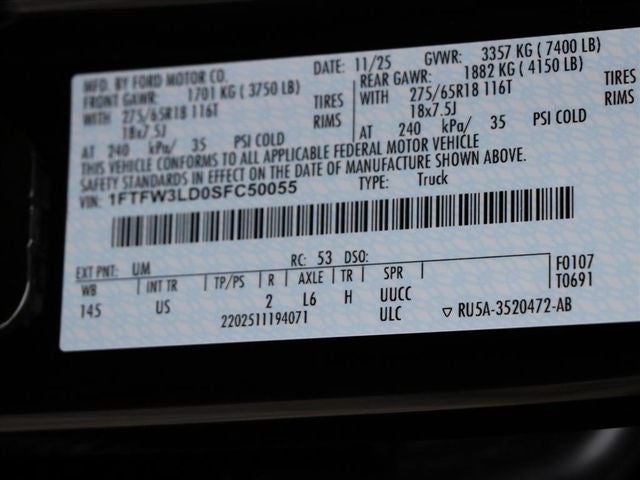 MFD. BY FORD MOTOR CO. DATE: 11/25 GVWR: 3357 KG ( 7400 LB)
FRONT GAWR: 1701 KG ( 3750 LB) REAR GAWR: 1882 KG ( 4150 LB)
WITH 275/65R18 116T TIRES WITH 275/65R18 116T TIRES
18x7.5J RIMS 18x7.5J RIMS
AT 240 kPa/ 35 PSI COLD AT 240 kPa/ 35 PSI COLD
THIS VEHICLE CONFORMS TO ALL APPLICABLE FEDERAL MOTOR VEHICLE
SAFETY STANDARDS IN EFFECT ON THE DATE OF MANUFACTURE SHOWN ABOVE.
VIN: 1FTFW3LD0SFC50055 TYPE: Truck
EXT PNT: UM RC: 53 DSO: F0107
WB INT TR TP/PS R AXLE TR SPR T0691
145 US 2 L6 H UUCC
2202511194071 ULC ▽ RU5A-3520472-AB